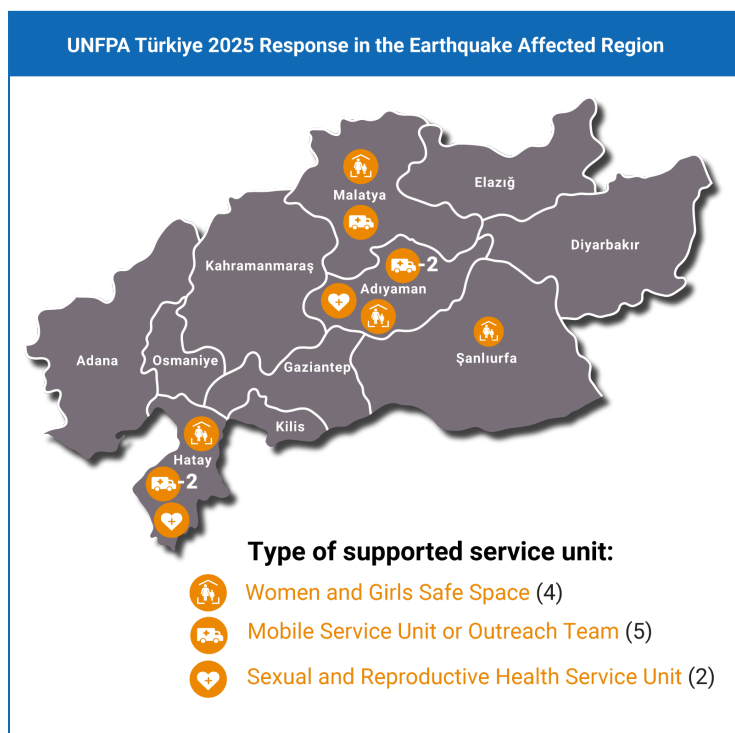 UNFPA Türkiye 2025 Response in the Earthquake Affected Region
Elazığ
Malatya
Diyarbakır
Kahramanmaraş
-2
Adıyaman
Adana
Osmaniye
Gaziantep
Şanlıurfa
Kilis
Hatay
-2
Type of supported service unit:
Women and Girls Safe Space (4)
Mobile Service Unit or Outreach Team (5)
Sexual and Reproductive Health Service Unit (2)